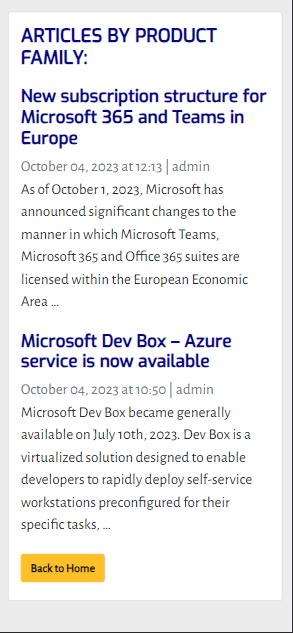 ARTICLES BY PRODUCT
FAMILY:
New subscription structure for
Microsoft 365 and Teams in
Europe
October 04, 2023 at 12:13 | admin
As of October 1, 2023, Microsoft has
announced significant changes to the
manner in which Microsoft Teams,
Microsoft 365 and Office 365 suites are
licensed within the European Economic
Area ...
Microsoft Dev Box – Azure
service is now available
October 04, 2023 at 10:50 | admin
Microsoft Dev Box became generally
available on July 10th, 2023. Dev Box is a
virtualized solution designed to enable
developers to rapidly deploy self-service
workstations preconfigured for their
specific tasks, ...
Back to Home